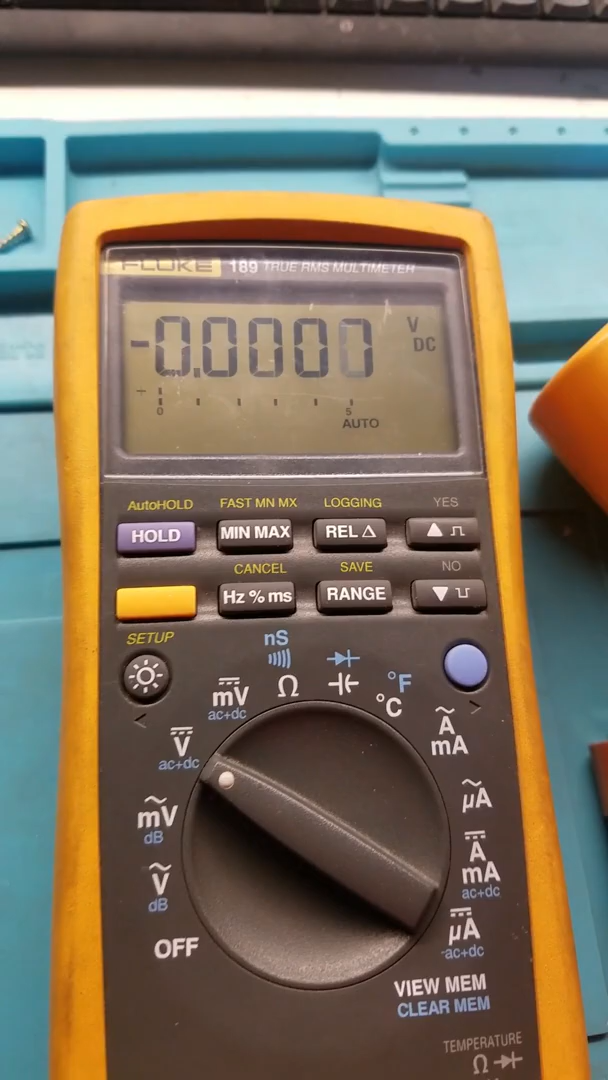 FLUKE 189 TRUE RMS MULTIMETER
-0.0000 V DC
+
0 5
AUTO
AutoHOLD FAST MN MX LOGGING YES
HOLD MIN MAX REL Δ ▲
CANCEL SAVE NO
Hz % ms RANGE ▼
SETUP
nS
< mV Ω °F >
ac+dc °C
V A
ac+dc mA
mV µA
dB
V A
dB mA
ac+dc
OFF µA
ac+dc
VIEW MEM
CLEAR MEM
TEMPERATURE
Ω